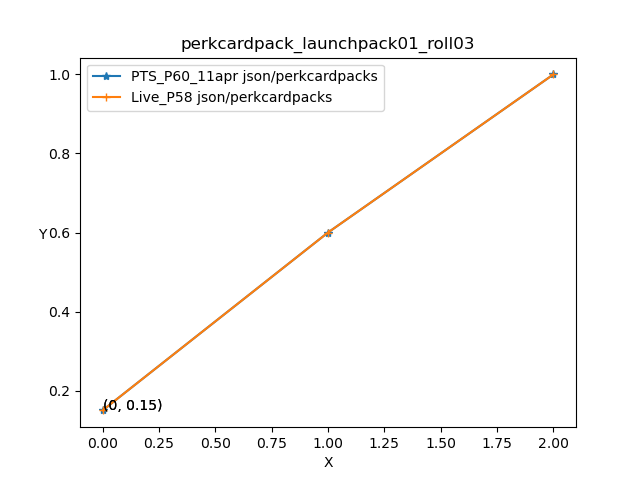 perkcardpack_launchpack01_roll03
PTS_P60_11apr json/perkcardpacks
Live_P58 json/perkcardpacks
1.0
0.8
Y
0.6
0.4
0.2
(0, 0.15)
0.00 0.25 0.50 0.75 1.00 1.25 1.50 1.75 2.00
X